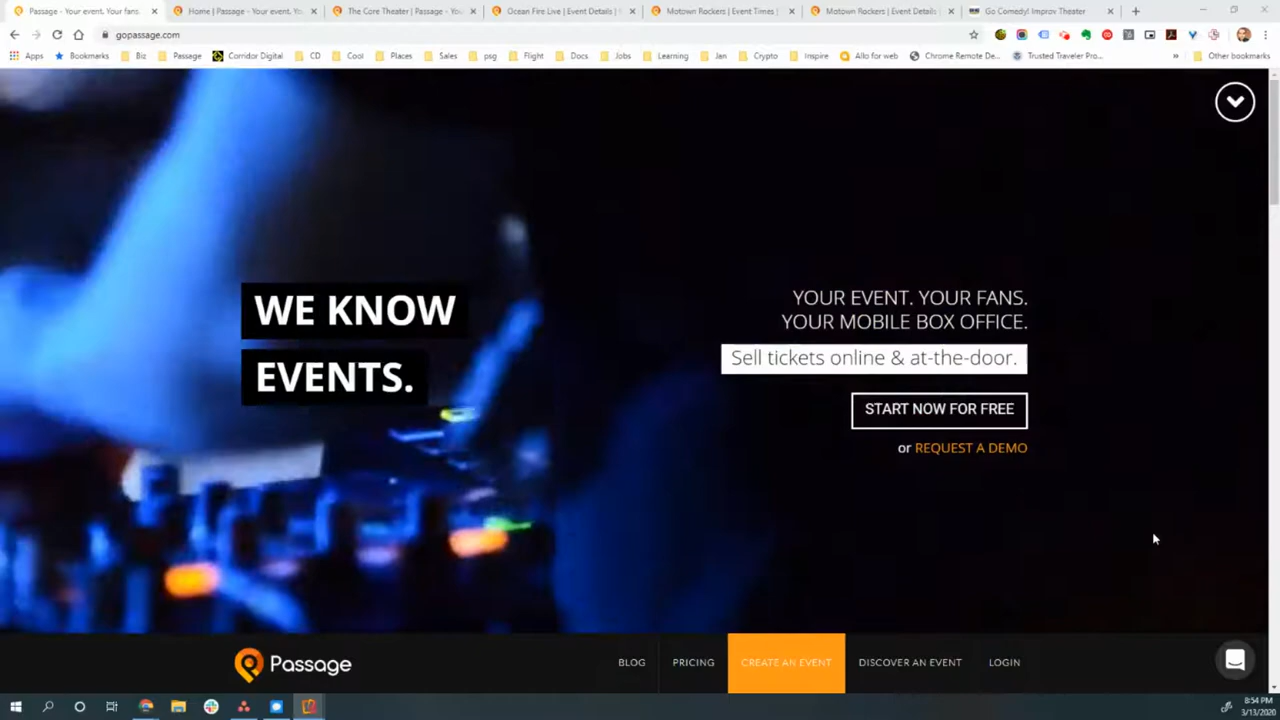 Passage - Your event. Your fans.
Home | Passage - Your event. Yo
The Core Theater | Passage - You
Ocean Fire Live | Event Details |
Motown Rockers | Event Times |
Motown Rockers | Event Details
Go Comedy! Improv Theater
gopassage.com
Apps
Bookmarks
Biz
Passage
Corridor Digital
CD
Cool
Places
Sales
psg
Flight
Docs
Jobs
Learning
Jan
Crypto
Inspire
Allo for web
Chrome Remote De...
Trusted Traveler Pro...
»
Other bookmarks
WE KNOW
EVENTS.
YOUR EVENT. YOUR FANS.
YOUR MOBILE BOX OFFICE.
Sell tickets online & at-the-door.
START NOW FOR FREE
or REQUEST A DEMO
Passage
BLOG
PRICING
CREATE AN EVENT
DISCOVER AN EVENT
LOGIN
8:54 PM
3/13/2020